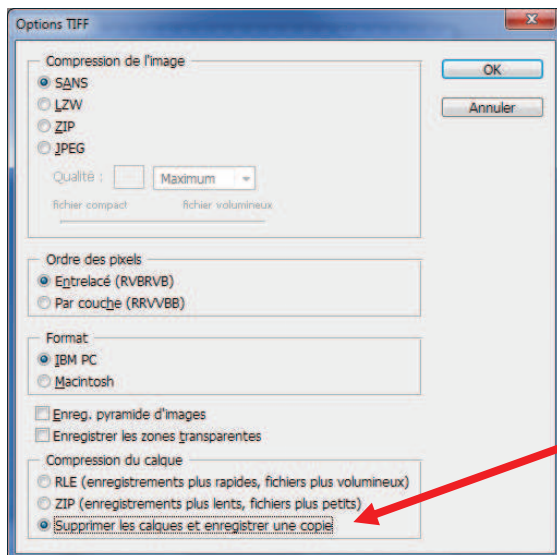 Options TIFF
Compression de l'image
SANS
LZW
ZIP
JPEG
Qualité :
Maximum
fichier compact
fichier volumineux
OK
Annuler
Ordre des pixels
Entrelacé (RVBRVB)
Par couche (RRVVBB)
Format
IBM PC
Macintosh
Enreg. pyramide d'images
Enregistrer les zones transparentes
Compression du calque
RLE (enregistrements plus rapides, fichiers plus volumineux)
ZIP (enregistrements plus lents, fichiers plus petits)
Supprimer les calques et enregistrer une copie